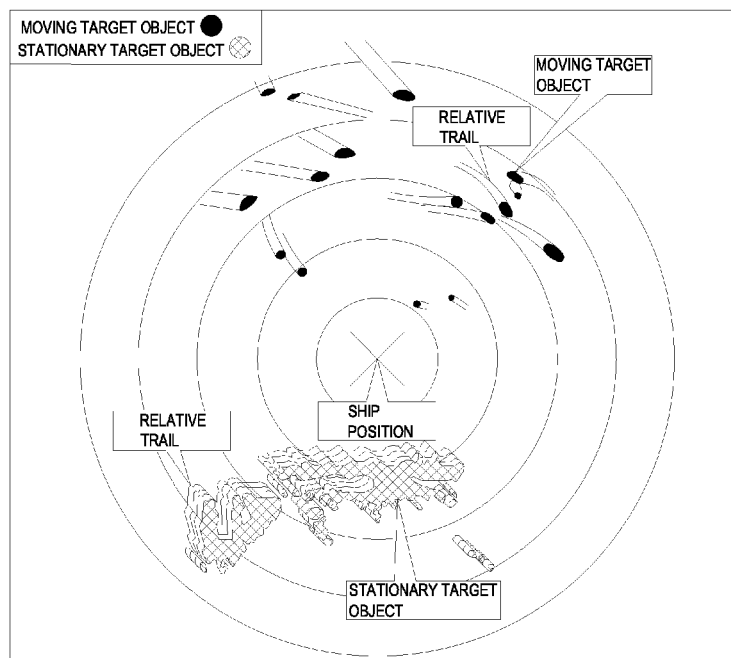 MOVING TARGET OBJECT
STATIONARY TARGET OBJECT
MOVING TARGET
OBJECT
RELATIVE
TRAIL
RELATIVE
TRAIL
SHIP
POSITION
STATIONARY TARGET
OBJECT